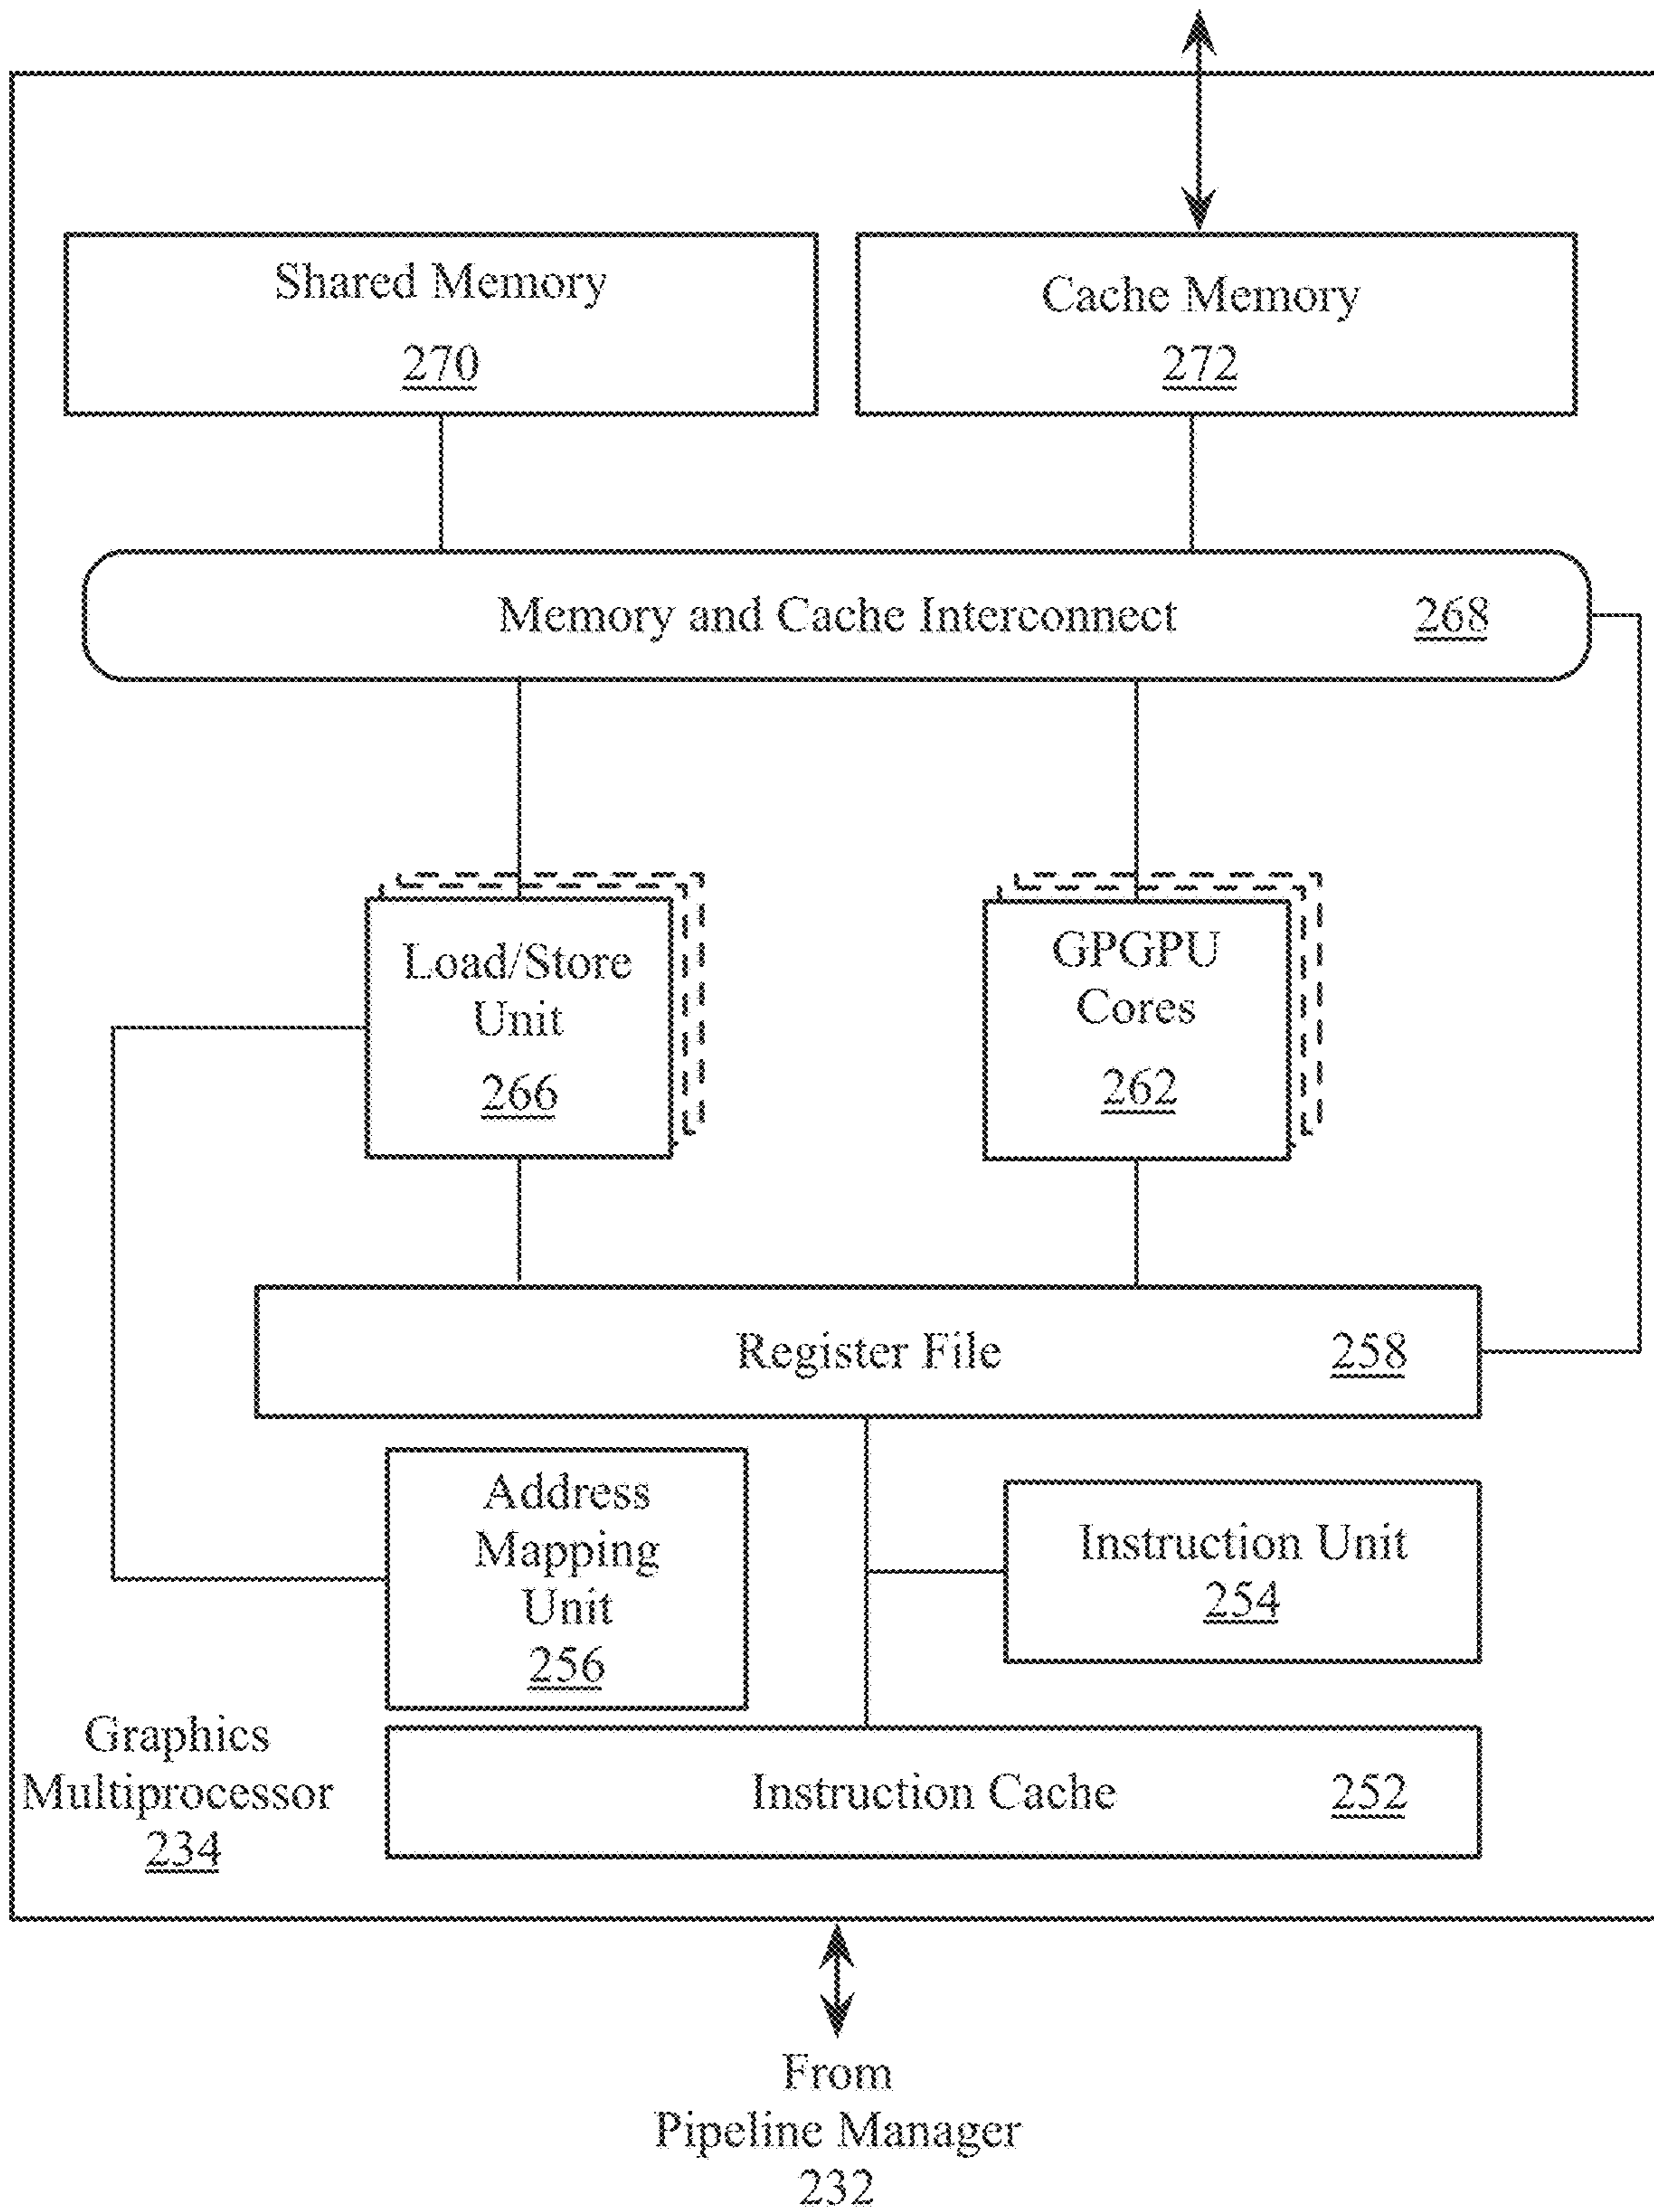 Shared Memory
270
Cache Memory
272
Memory and Cache Interconnect 268
Load/Store
Unit
266
GPGPU
Cores
262
Register File 258
Address
Mapping
Unit
256
Instruction Unit
254
Graphics
Multiprocessor
234
Instruction Cache 252
From
Pipeline Manager
232